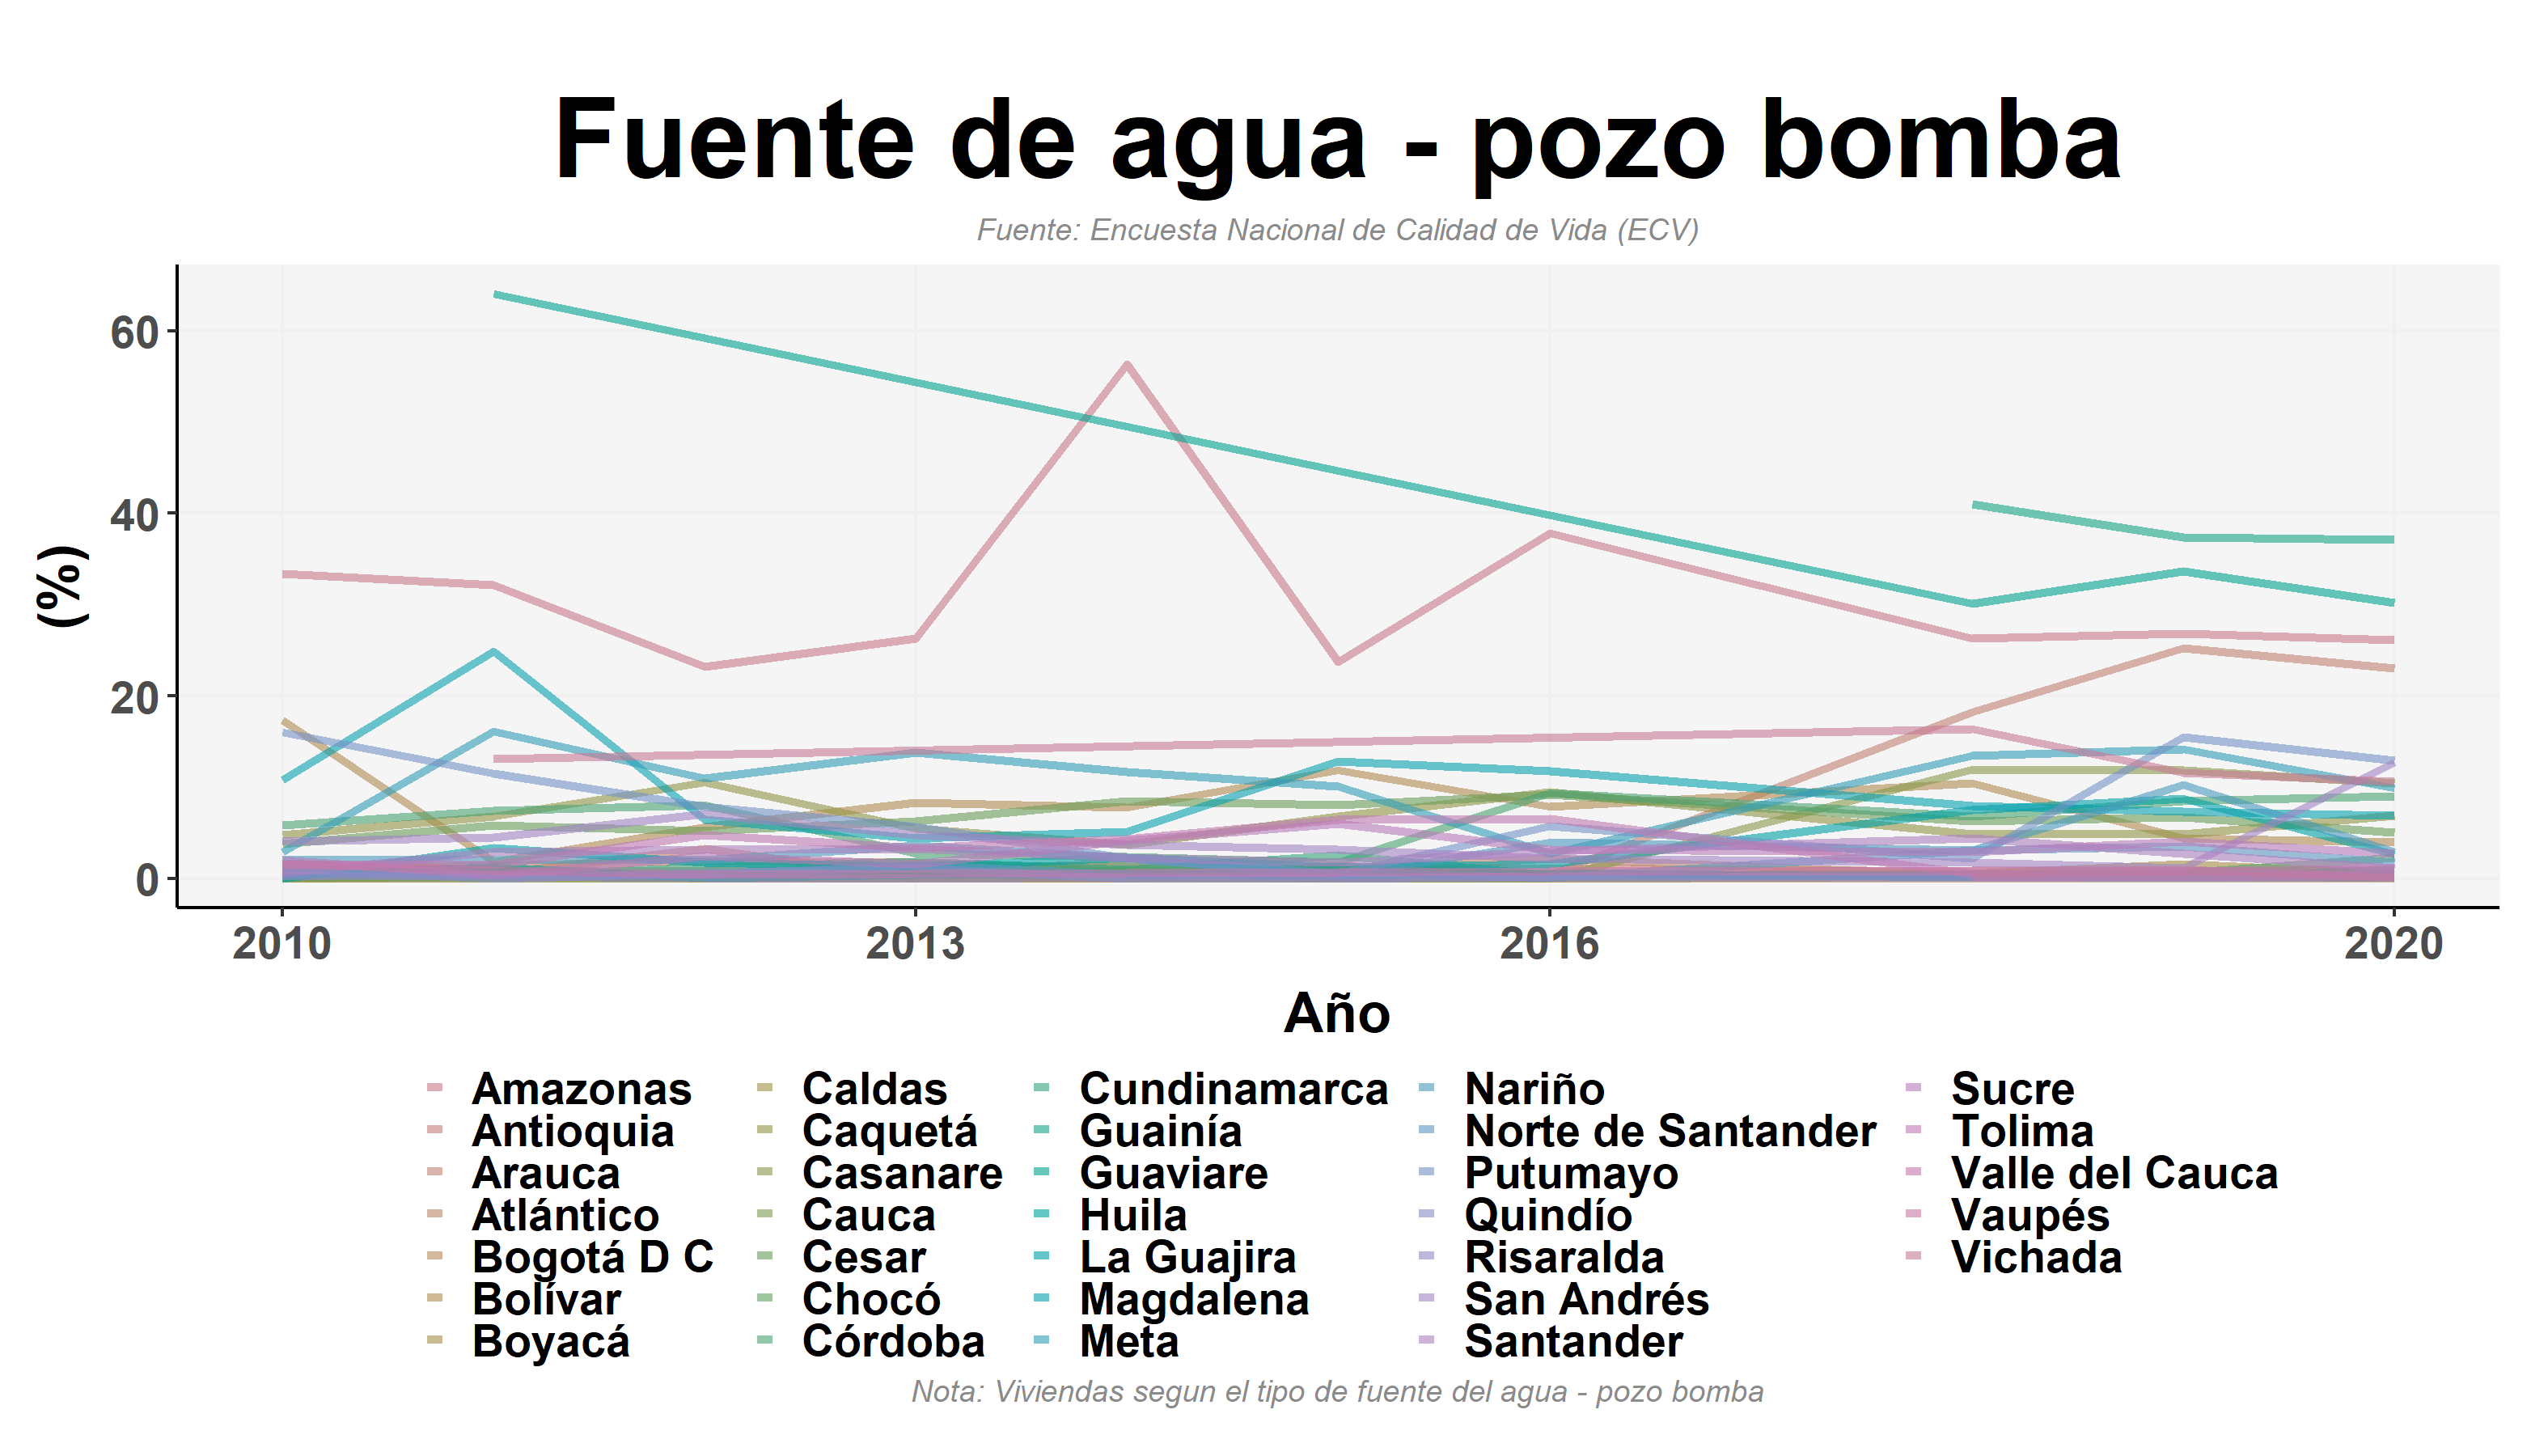 Fuente de agua - pozo bomba
Fuente: Encuesta Nacional de Calidad de Vida (ECV)
(%)
60
40
20
0
2010 2013 2016 2020
Año
Amazonas Caldas Cundinamarca Nariño Sucre
Antioquia Caquetá Guainía Norte de Santander Tolima
Arauca Casanare Guaviare Putumayo Valle del Cauca
Atlántico Cauca Huila Quindío Vaupés
Bogotá D C Cesar La Guajira Risaralda Vichada
Bolívar Chocó Magdalena San Andrés
Boyacá Córdoba Meta Santander
Nota: Viviendas segun el tipo de fuente del agua - pozo bomba